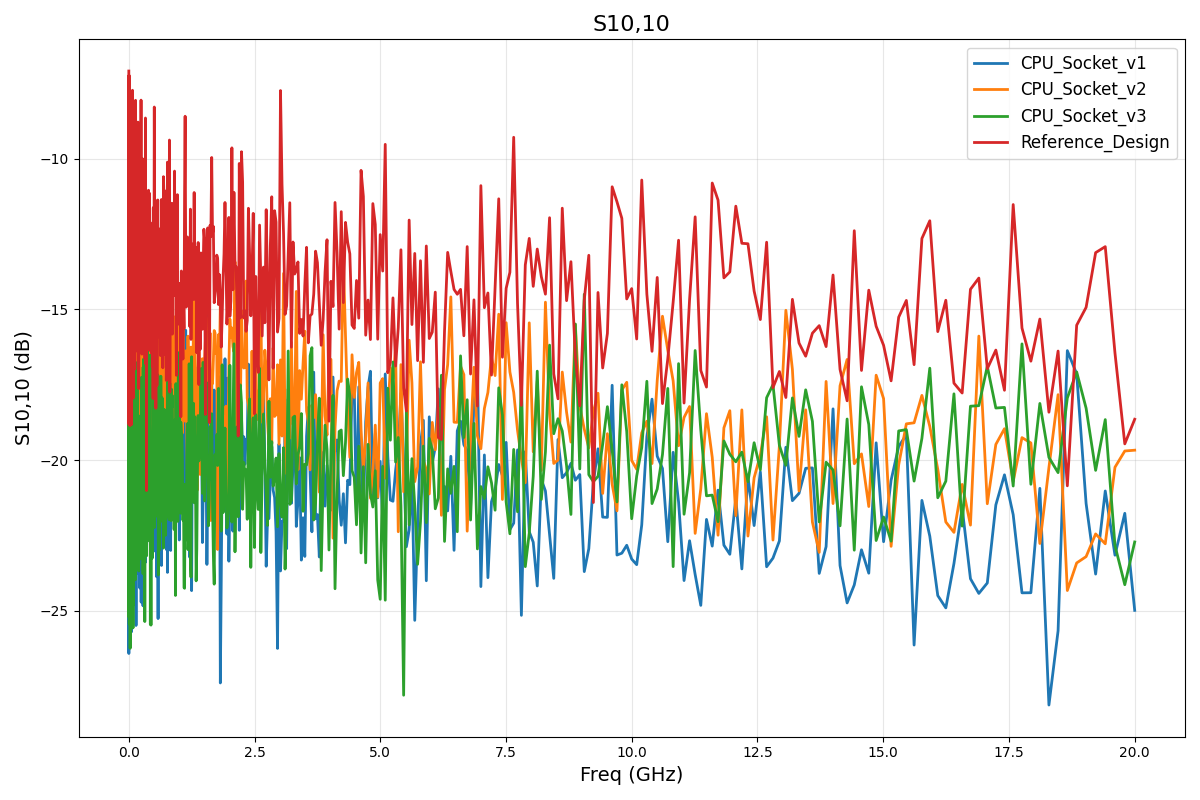 S10,10
CPU_Socket_v1
CPU_Socket_v2
CPU_Socket_v3
Reference_Design
S10,10 (dB)
−10
−15
−20
−25
0.0 2.5 5.0 7.5 10.0 12.5 15.0 17.5 20.0
Freq (GHz)